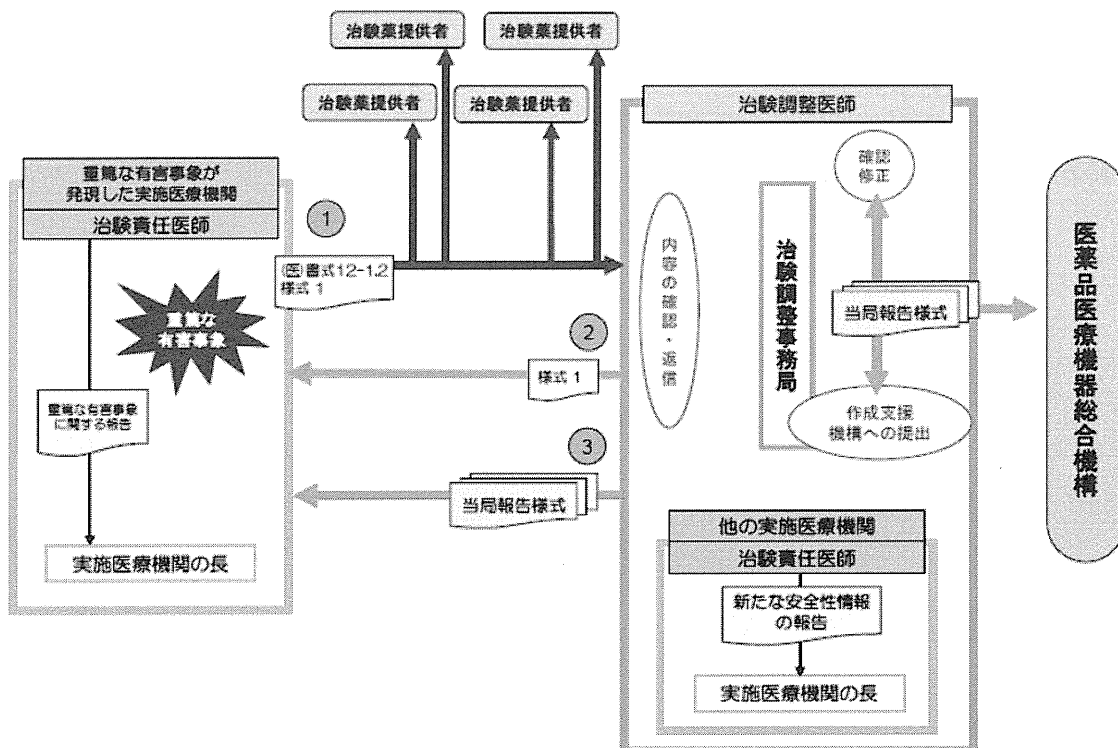 治験薬提供者
治験薬提供者
治験薬提供者
治験薬提供者
重篤な有害事象が
発現した実施医療機関
治験責任医師
重篤な
有害事象
重篤な有害事象
に関する報告
実施医療機関の長
1
(医)書式12-1,2
様式 1
2
様式 1
3
当局報告様式
治験調整医師
内容の確認・返信
治験調整事務局
確認
修正
当局報告様式
作成支援
機構への提出
他の実施医療機関
治験責任医師
新たな安全性情報
の報告
実施医療機関の長
医薬品医療機器総合機構